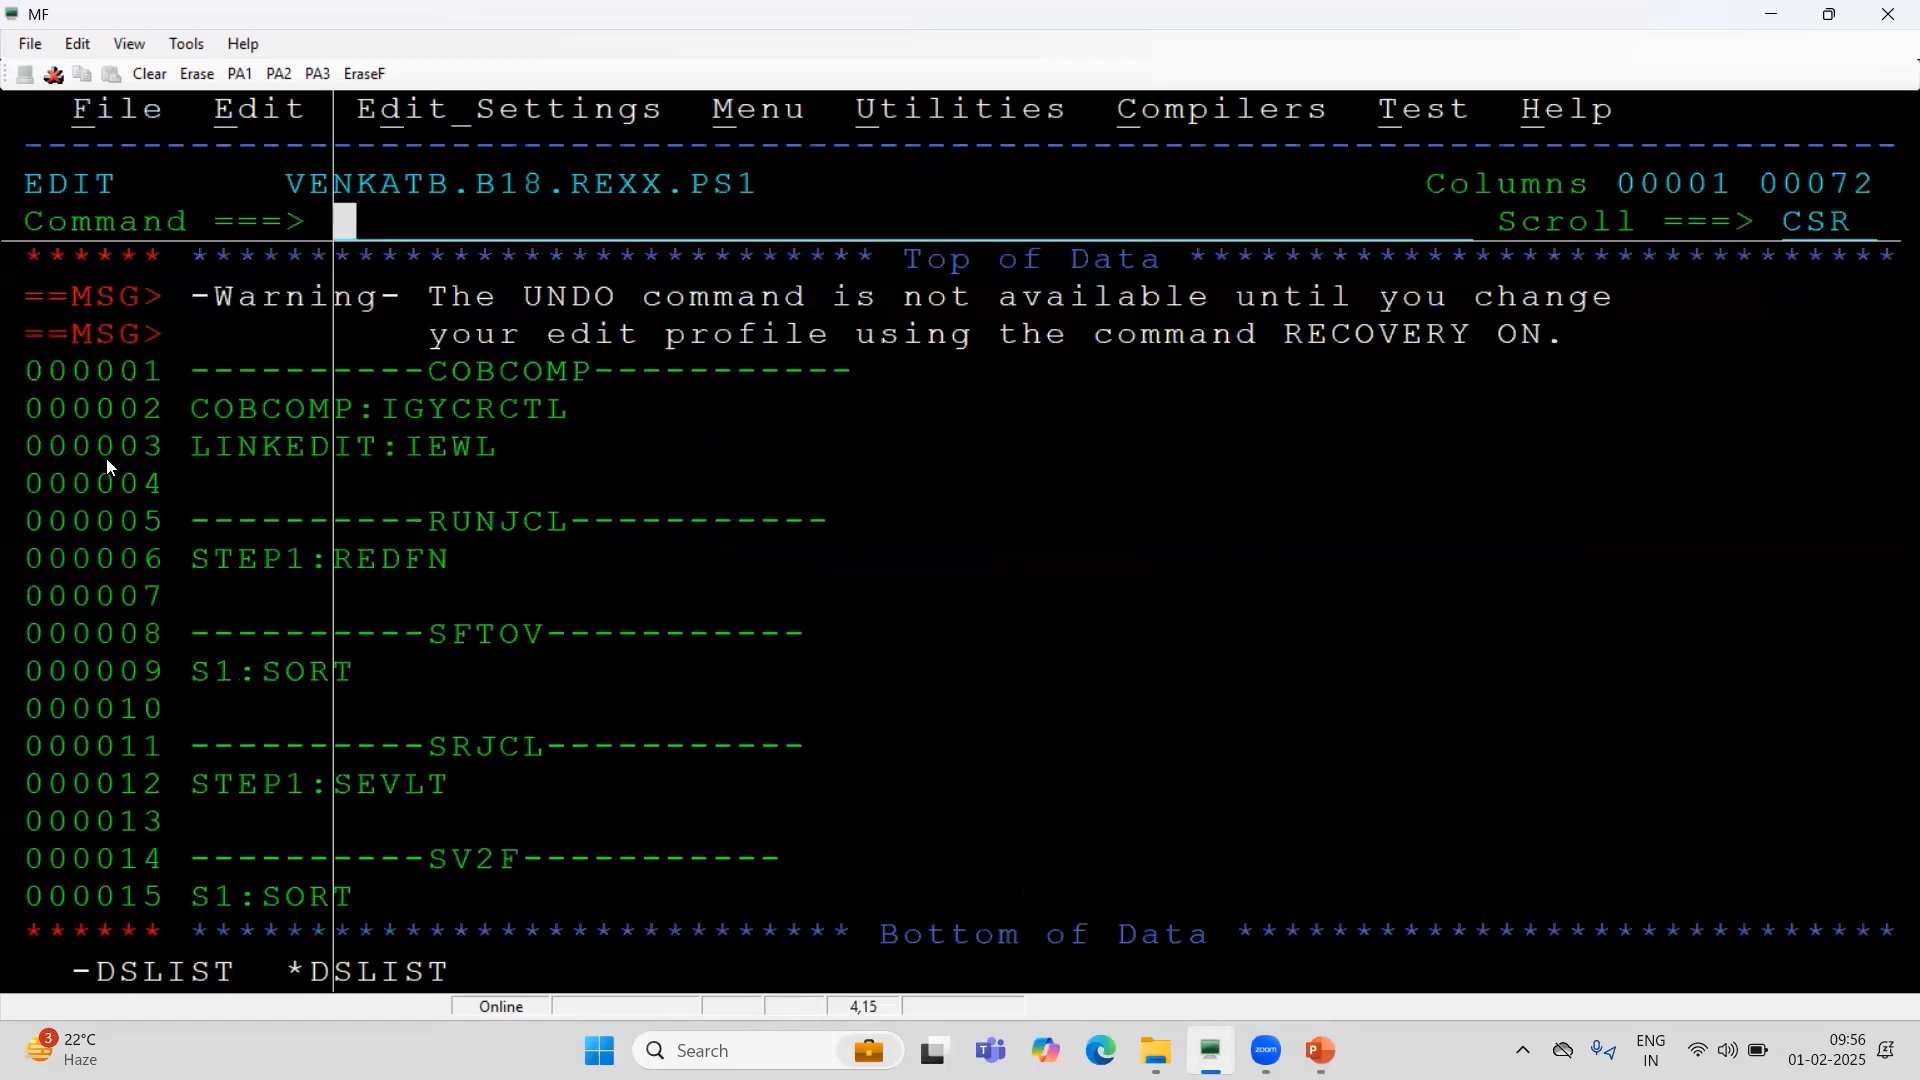 MF
File Edit View Tools Help
Clear Erase PA1 PA2 PA3 EraseF
File Edit Edit_Settings Menu Utilities Compilers Test Help
--------------------------------------------------------------------------------
EDIT VENKATB.B18.REXX.PS1 Columns 00001 00072
Command ===> Scroll ===> CSR
****** ***************************** Top of Data ******************************
==MSG> -Warning- The UNDO command is not available until you change
==MSG> your edit profile using the command RECOVERY ON.
000001 ----------COBCOMP-----------
000002 COBCOMP:IGYCRCTL
000003 LINKEDIT:IEWL
000004
000005 ----------RUNJCL-----------
000006 STEP1:REDFN
000007
000008 ----------SFTOV-----------
000009 S1:SORT
000010
000011 ----------SRJCL-----------
000012 STEP1:SEVLT
000013
000014 ----------SV2F-----------
000015 S1:SORT
****** **************************** Bottom of Data ****************************
-DSLIST *DSLIST
Online 4,15
3 22°C
Haze
Search
zoom
ENG
IN
09:56
01-02-2025